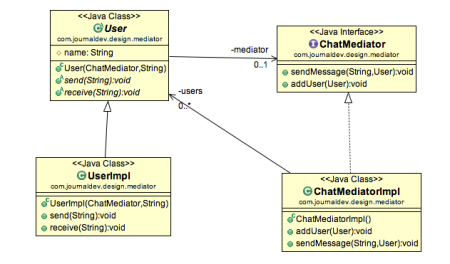 <<Java Class>>
User
com.journaldev.design.mediator
name: String
User(ChatMediator,String)
send(String):void
receive(String):void
-mediator
0..1
<<Java Interface>>
ChatMediator
com.journaldev.design.mediator
sendMessage(String,User):void
addUser(User):void
-users
0..*
<<Java Class>>
UserImpl
com.journaldev.design.mediator
UserImpl(ChatMediator,String)
send(String):void
receive(String):void
<<Java Class>>
ChatMediatorImpl
com.journaldev.design.mediator
ChatMediatorImpl()
addUser(User):void
sendMessage(String,User):void